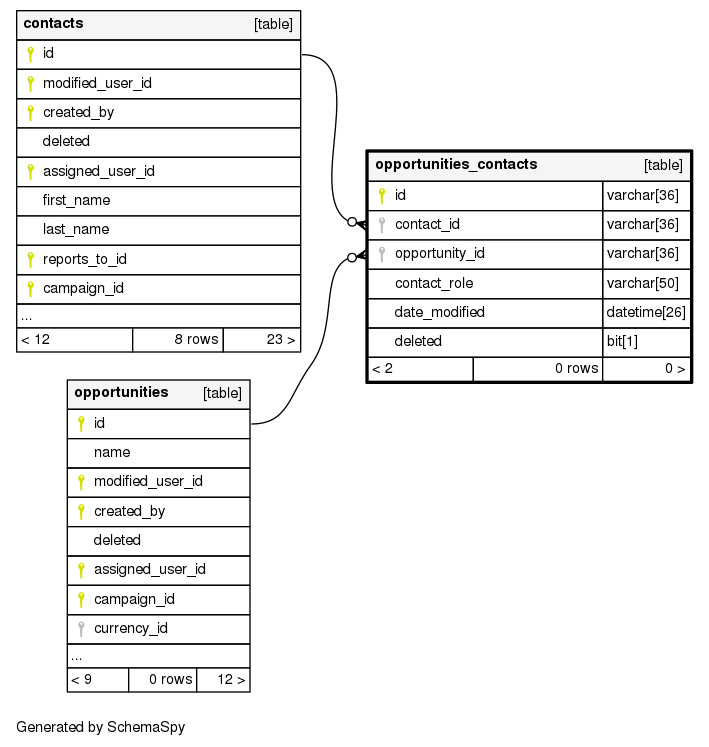 contacts [table]
id
modified_user_id
created_by
deleted
assigned_user_id
first_name
last_name
reports_to_id
campaign_id
...
< 12 8 rows 23 >
opportunities_contacts [table]
id varchar[36]
contact_id varchar[36]
opportunity_id varchar[36]
contact_role varchar[50]
date_modified datetime[26]
deleted bit[1]
< 2 0 rows 0 >
opportunities [table]
id
name
modified_user_id
created_by
deleted
assigned_user_id
campaign_id
currency_id
...
< 9 0 rows 12 >
Generated by SchemaSpy